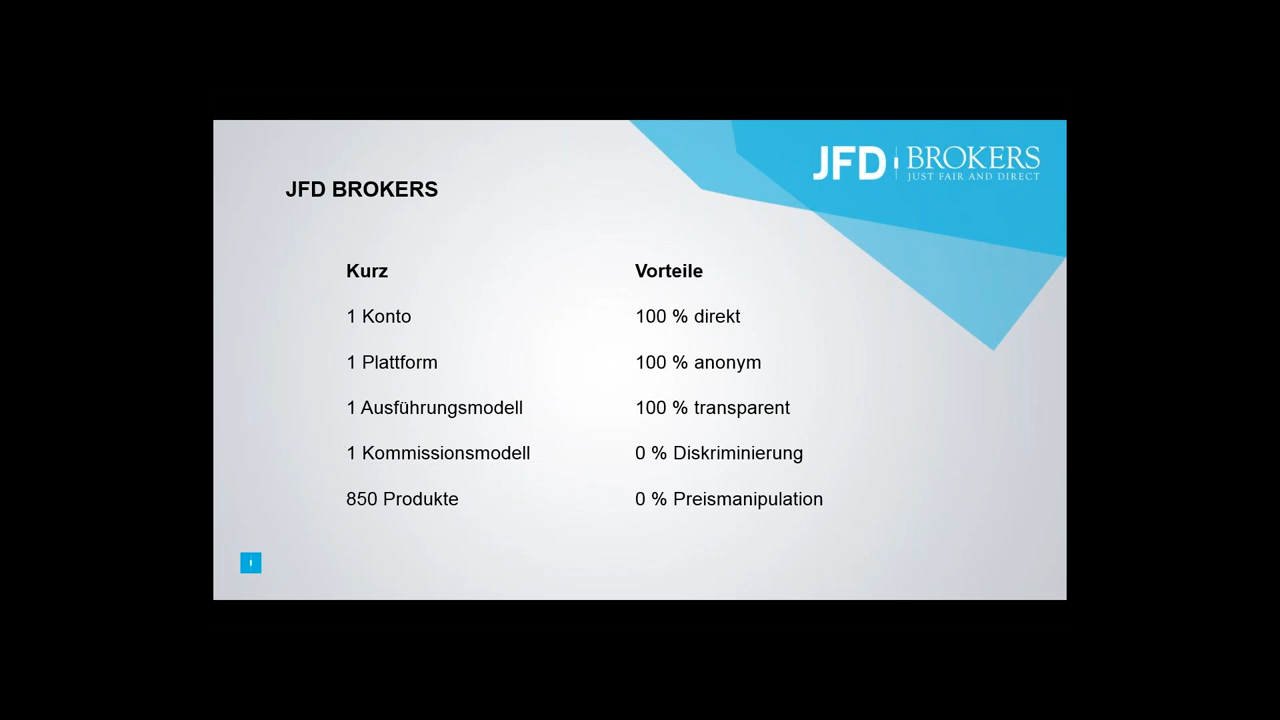 JFD BROKERS
JUST FAIR AND DIRECT
JFD BROKERS
Kurz
Vorteile
1 Konto
100 % direkt
1 Plattform
100 % anonym
1 Ausführungsmodell
100 % transparent
1 Kommissionsmodell
0 % Diskriminierung
850 Produkte
0 % Preismanipulation